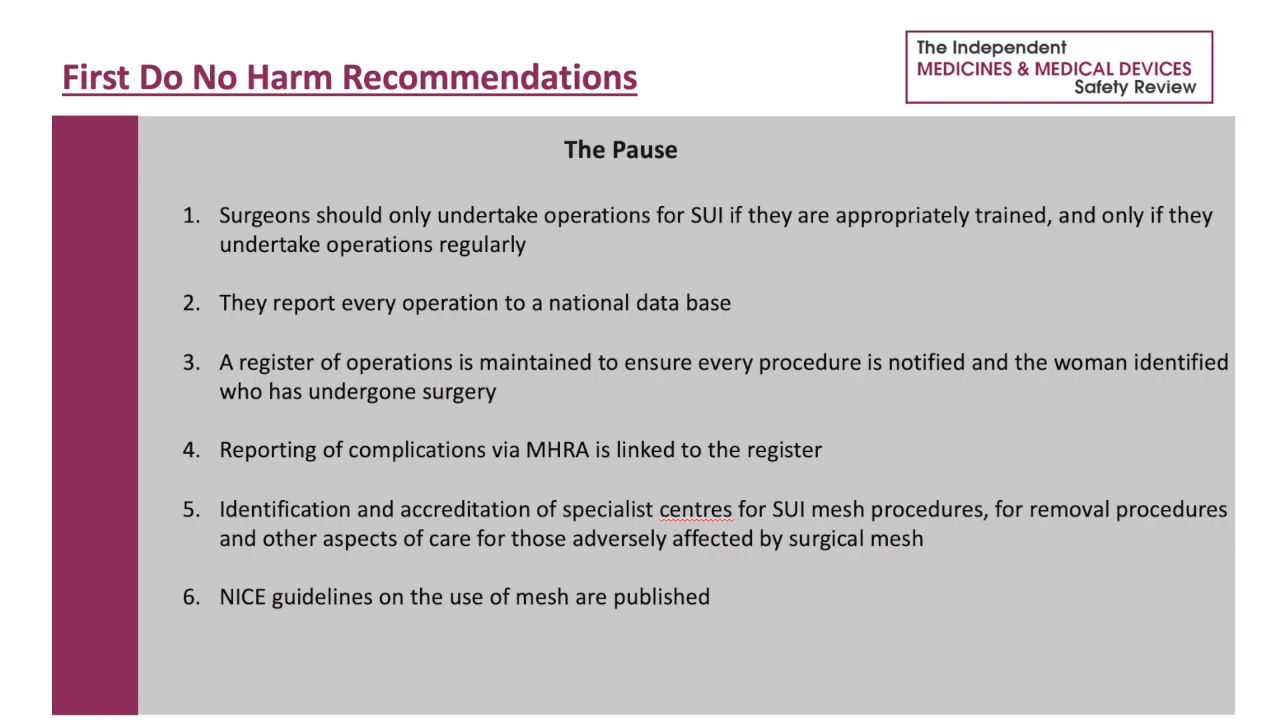 First Do No Harm Recommendations
The Independent
MEDICINES & MEDICAL DEVICES
Safety Review
The Pause
1. Surgeons should only undertake operations for SUI if they are appropriately trained, and only if they
undertake operations regularly
2. They report every operation to a national data base
3. A register of operations is maintained to ensure every procedure is notified and the woman identified
who has undergone surgery
4. Reporting of complications via MHRA is linked to the register
5. Identification and accreditation of specialist centres for SUI mesh procedures, for removal procedures
and other aspects of care for those adversely affected by surgical mesh
6. NICE guidelines on the use of mesh are published